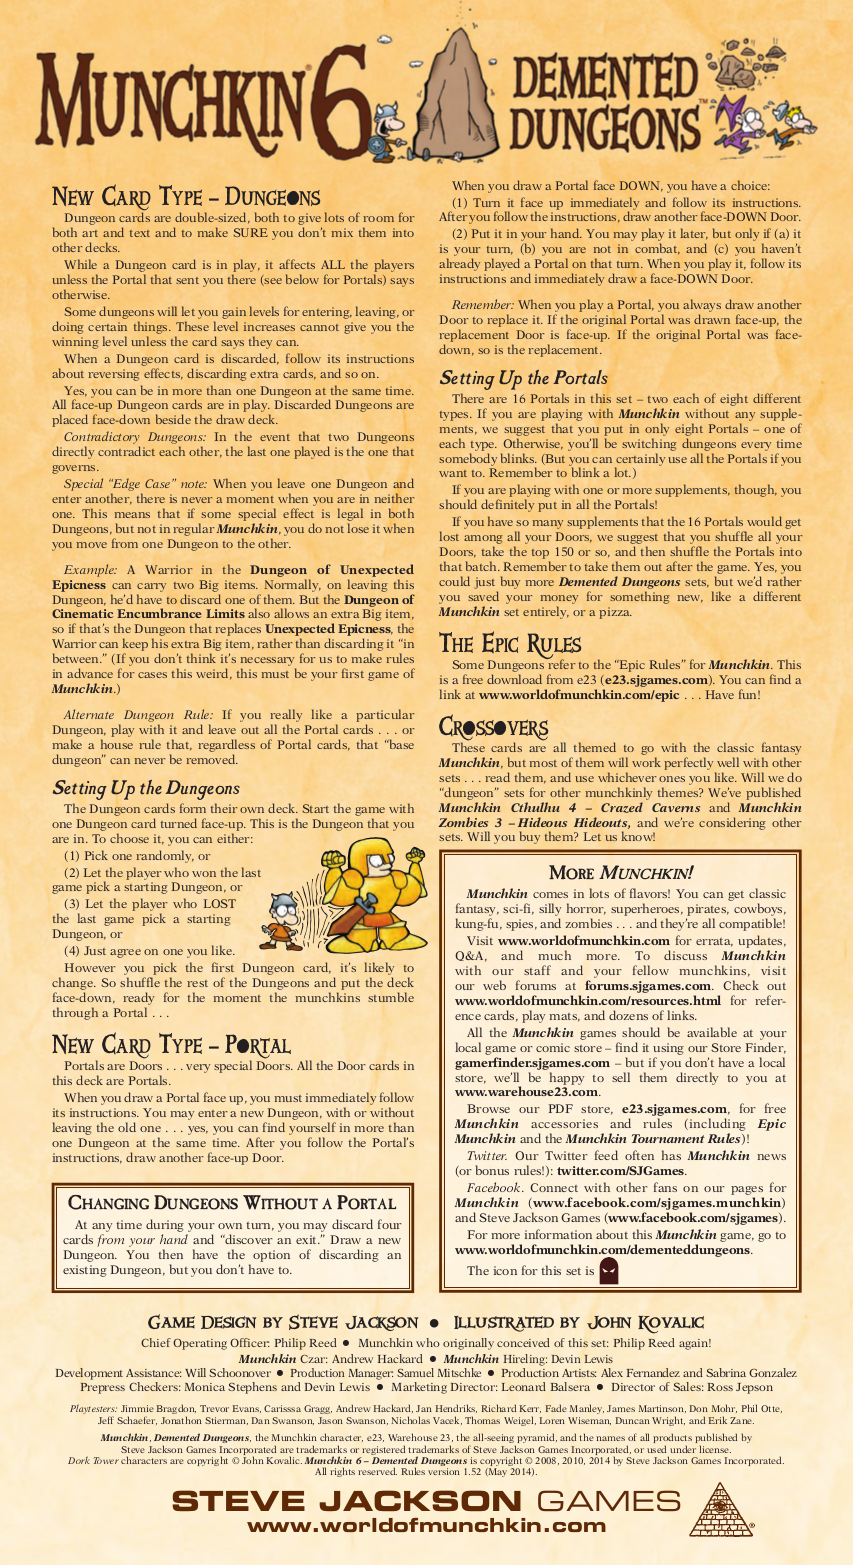 MUNCHKIN® 6
DEMENTED
DUNGEONS™
NEW CARD TYPE – DUNGEONS
Dungeon cards are double-sized, both to give lots of room for
both art and text and to make SURE you don't mix them into
other decks.
While a Dungeon card is in play, it affects ALL the players
unless the Portal that sent you there (see below for Portals) says
otherwise.
Some dungeons will let you gain levels for entering, leaving, or
doing certain things. These level increases cannot give you the
winning level unless the card says they can.
When a Dungeon card is discarded, follow its instructions
about reversing effects, discarding extra cards, and so on.
Yes, you can be in more than one Dungeon at the same time.
All face-up Dungeon cards are in play. Discarded Dungeons are
placed face-down beside the draw deck.
Contradictory Dungeons: In the event that two Dungeons
directly contradict each other, the last one played is the one that
governs.
Special “Edge Case” note: When you leave one Dungeon and
enter another, there is never a moment when you are in neither
one. This means that if some special effect is legal in both
Dungeons, but not in regular Munchkin, you do not lose it when
you move from one Dungeon to the other.
Example: A Warrior in the Dungeon of Unexpected
Epicness can carry two Big items. Normally, on leaving this
Dungeon, he'd have to discard one of them. But the Dungeon of
Cinematic Encumbrance Limits also allows an extra Big item,
so if that's the Dungeon that replaces Unexpected Epicness, the
Warrior can keep his extra Big item, rather than discarding it “in
between.” (If you don't think it's necessary for us to make rules
in advance for cases this weird, this must be your first game of
Munchkin.)
Alternate Dungeon Rule: If you really like a particular
Dungeon, play with it and leave out all the Portal cards . . . or
make a house rule that, regardless of Portal cards, that “base
dungeon” can never be removed.
Setting Up the Dungeons
The Dungeon cards form their own deck. Start the game with
one Dungeon card turned face-up. This is the Dungeon that you
are in. To choose it, you can either:
(1) Pick one randomly, or
(2) Let the player who won the last
game pick a starting Dungeon, or
(3) Let the player who LOST
the last game pick a starting
Dungeon, or
(4) Just agree on one you like.
However you pick the first Dungeon card, it's likely to
change. So shuffle the rest of the Dungeons and put the deck
face-down, ready for the moment the munchkins stumble
through a Portal . . .
NEW CARD TYPE – PORTAL
Portals are Doors . . . very special Doors. All the Door cards in
this deck are Portals.
When you draw a Portal face up, you must immediately follow
its instructions. You may enter a new Dungeon, with or without
leaving the old one . . . yes, you can find yourself in more than
one Dungeon at the same time. After you follow the Portal's
instructions, draw another face-up Door.
CHANGING DUNGEONS WITHOUT A PORTAL
At any time during your own turn, you may discard four
cards from your hand and “discover an exit.” Draw a new
Dungeon. You then have the option of discarding an
existing Dungeon, but you don't have to.
When you draw a Portal face DOWN, you have a choice:
(1) Turn it face up immediately and follow its instructions.
After you follow the instructions, draw another face-DOWN Door.
(2) Put it in your hand. You may play it later, but only if (a) it
is your turn, (b) you are not in combat, and (c) you haven't
already played a Portal on that turn. When you play it, follow its
instructions and immediately draw a face-DOWN Door.
Remember: When you play a Portal, you always draw another
Door to replace it. If the original Portal was drawn face-up, the
replacement Door is face-up. If the original Portal was face-
down, so is the replacement.
Setting Up the Portals
There are 16 Portals in this set – two each of eight different
types. If you are playing with Munchkin without any supple-
ments, we suggest that you put in only eight Portals – one of
each type. Otherwise, you'll be switching dungeons every time
somebody blinks. (But you can certainly use all the Portals if you
want to. Remember to blink a lot.)
If you are playing with one or more supplements, though, you
should definitely put in all the Portals!
If you have so many supplements that the 16 Portals would get
lost among all your Doors, we suggest that you shuffle all your
Doors, take the top 150 or so, and then shuffle the Portals into
that batch. Remember to take them out after the game. Yes, you
could just buy more Demented Dungeons sets, but we'd rather
you saved your money for something new, like a different
Munchkin set entirely, or a pizza.
THE EPIC RULES
Some Dungeons refer to the “Epic Rules” for Munchkin. This
is a free download from e23 (e23.sjgames.com). You can find a
link at www.worldofmunchkin.com/epic . . . Have fun!
CROSSOVERS
These cards are all themed to go with the classic fantasy
Munchkin, but most of them will work perfectly well with other
sets . . . read them, and use whichever ones you like. Will we do
“dungeon” sets for other munchkinly themes? We've published
Munchkin Cthulhu 4 – Crazed Caverns and Munchkin
Zombies 3 – Hideous Hideouts, and we're considering other
sets. Will you buy them? Let us know!
MORE MUNCHKIN!
Munchkin comes in lots of flavors! You can get classic
fantasy, sci-fi, silly horror, superheroes, pirates, cowboys,
kung-fu, spies, and zombies . . . and they're all compatible!
Visit www.worldofmunchkin.com for errata, updates,
Q&A, and much more. To discuss Munchkin
with our staff and your fellow munchkins, visit
our web forums at forums.sjgames.com. Check out
www.worldofmunchkin.com/resources.html for refer-
ence cards, play mats, and dozens of links.
All the Munchkin games should be available at your
local game or comic store – find it using our Store Finder,
gamerfinder.sjgames.com – but if you don't have a local
store, we'll be happy to sell them directly to you at
www.warehouse23.com.
Browse our PDF store, e23.sjgames.com, for free
Munchkin accessories and rules (including Epic
Munchkin and the Munchkin Tournament Rules)!
Twitter. Our Twitter feed often has Munchkin news
(or bonus rules!): twitter.com/SJGames.
Facebook. Connect with other fans on our pages for
Munchkin (www.facebook.com/sjgames.munchkin)
and Steve Jackson Games (www.facebook.com/sjgames).
For more information about this Munchkin game, go to
www.worldofmunchkin.com/dementeddungeons.
The icon for this set is
GAME DESIGN BY STEVE JACKSON ● ILLUSTRATED BY JOHN KOVALIC
Chief Operating Officer: Philip Reed ● Munchkin who originally conceived of this set: Philip Reed again!
Munchkin Czar: Andrew Hackard ● Munchkin Hireling: Devin Lewis
Development Assistance: Will Schoonover ● Production Manager: Samuel Mitschke ● Production Artists: Alex Fernandez and Sabrina Gonzalez
Prepress Checkers: Monica Stephens and Devin Lewis ● Marketing Director: Leonard Balsera ● Director of Sales: Ross Jepson
Playtesters: Jimmie Bragdon, Trevor Evans, Carisssa Gragg, Andrew Hackard, Jan Hendriks, Richard Kerr, Fade Manley, James Martinson, Don Mohr, Phil Otte,
Jeff Schaefer, Jonathon Stierman, Dan Swanson, Jason Swanson, Nicholas Vacek, Thomas Weigel, Loren Wiseman, Duncan Wright, and Erik Zane.
Munchkin, Demented Dungeons, the Munchkin character, e23, Warehouse 23, the all-seeing pyramid, and the names of all products published by
Steve Jackson Games Incorporated are trademarks or registered trademarks of Steve Jackson Games Incorporated, or used under license.
Dork Tower characters are copyright © John Kovalic. Munchkin 6 – Demented Dungeons is copyright © 2008, 2010, 2014 by Steve Jackson Games Incorporated.
All rights reserved. Rules version 1.52 (May 2014).
STEVE JACKSON GAMES
www.worldofmunchkin.com
®